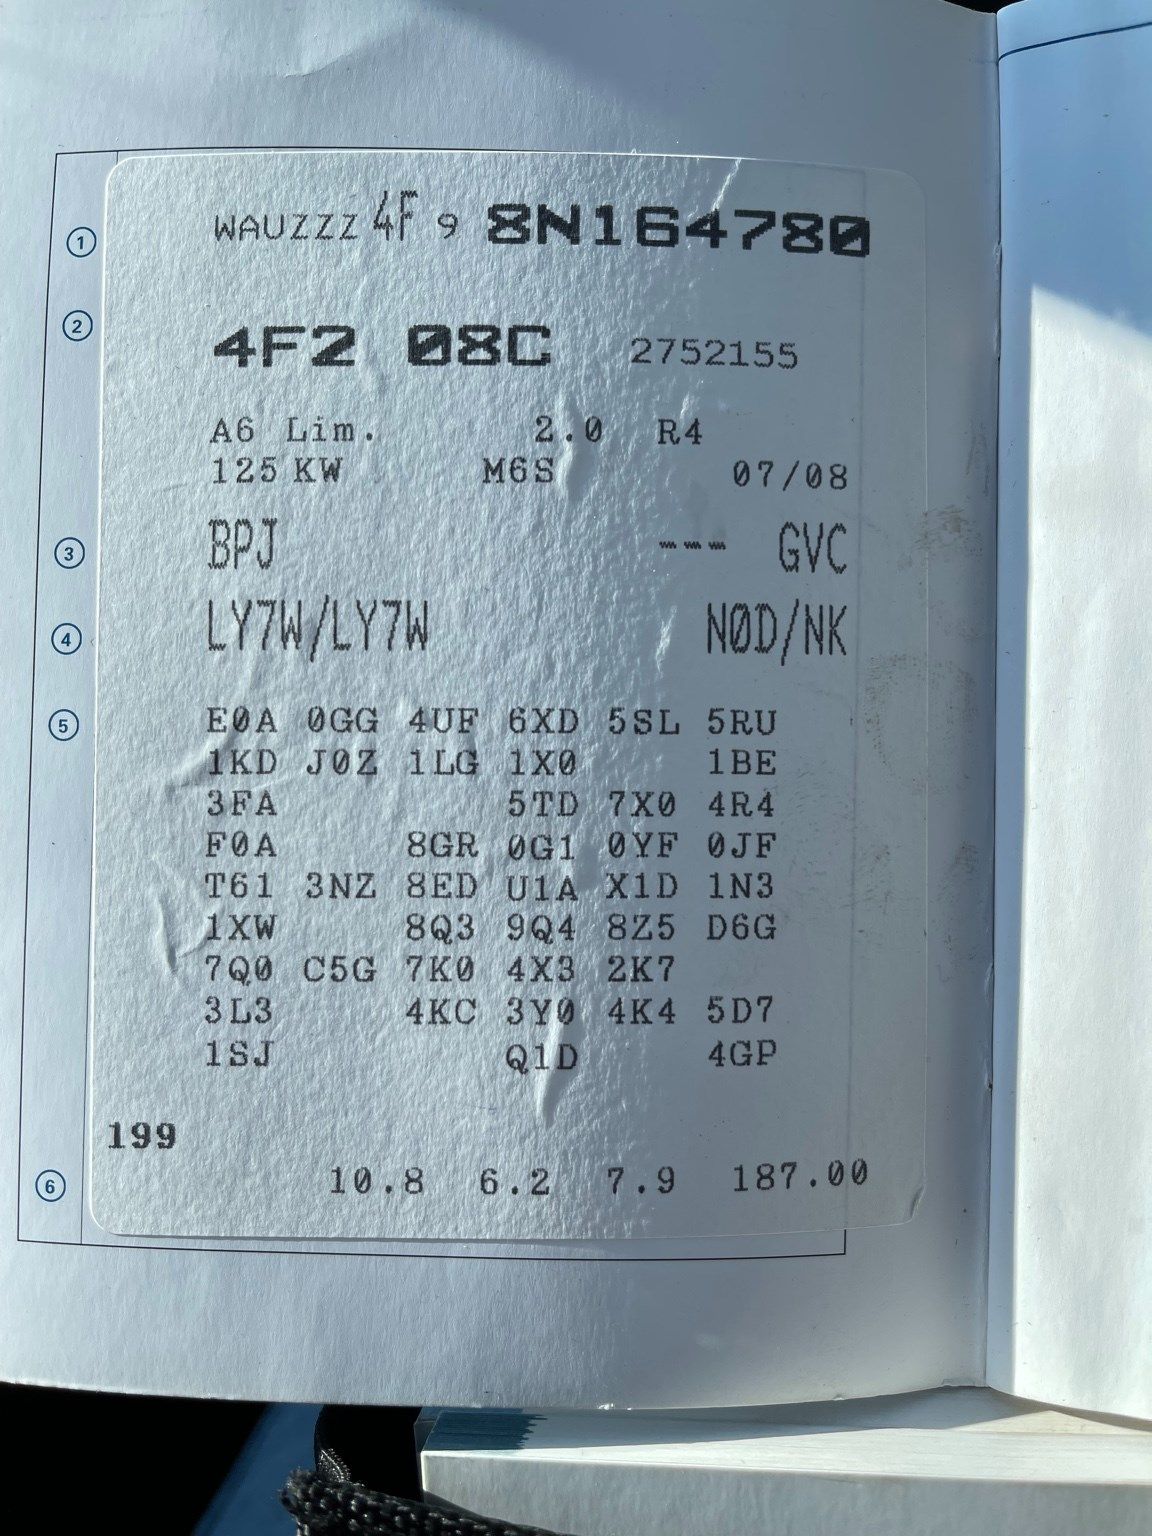 1 WAUZZZ 4F 9 8N164780
2 4F2 08C 2752155
A6 Lim. 2.0 R4
125 KW M6S 07/08
3 BPJ --- GVC
4 LY7W/LY7W N0D/NK
5 E0A 0GG 4UF 6XD 5SL 5RU
1KD J0Z 1LG 1X0 1BE
3FA 5TD 7X0 4R4
F0A 8GR 0G1 0YF 0JF
T61 3NZ 8ED U1A X1D 1N3
1XW 8Q3 9Q4 8Z5 D6G
7Q0 C5G 7K0 4X3 2K7
3L3 4KC 3Y0 4K4 5D7
1SJ Q1D 4GP
199
6 10.8 6.2 7.9 187.00